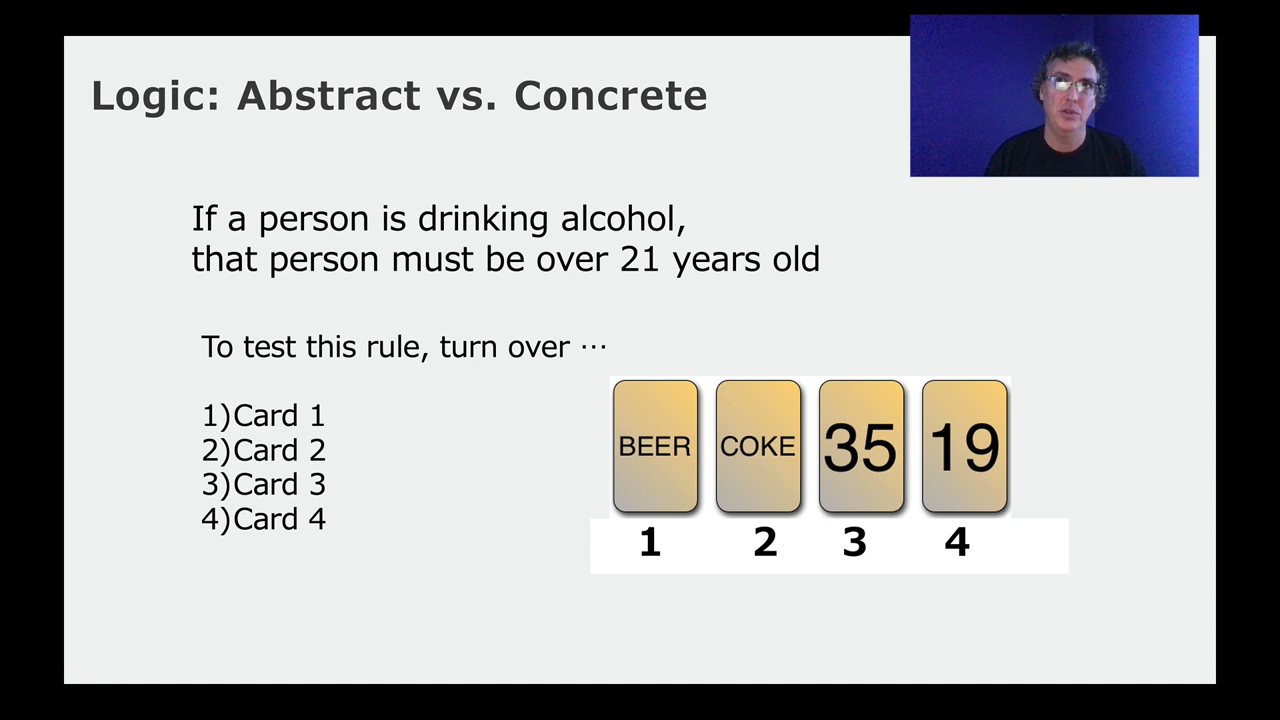 Logic: Abstract vs. Concrete
If a person is drinking alcohol,
that person must be over 21 years old
To test this rule, turn over ⋯
1)Card 1
2)Card 2
3)Card 3
4)Card 4
BEER COKE 35 19
1 2 3 4